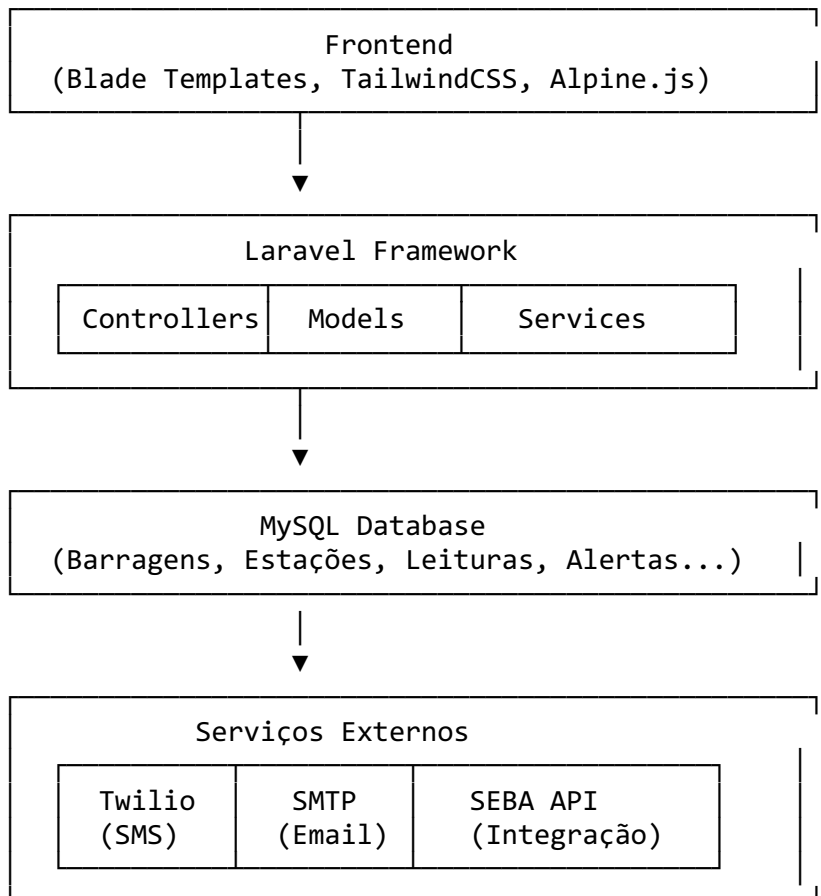 Frontend
(Blade Templates, TailwindCSS, Alpine.js)
Laravel Framework
Controllers Models Services
MySQL Database
(Barragens, Estações, Leituras, Alertas...)
Serviços Externos
Twilio SMTP SEBA API
(SMS) (Email) (Integração)